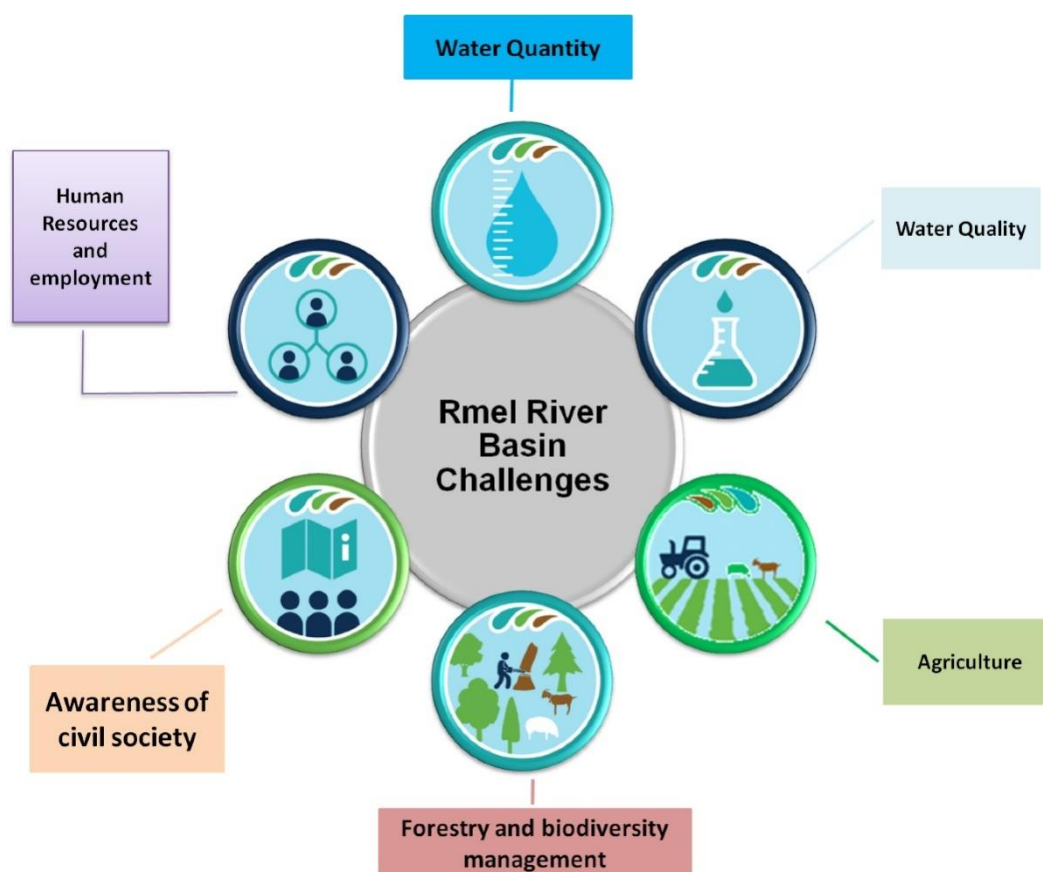 Water Quantity
Human
Resources
and
employment
Water Quality
Rmel River
Basin
Challenges
i
Agriculture
Awareness of
civil society
Forestry and biodiversity
management